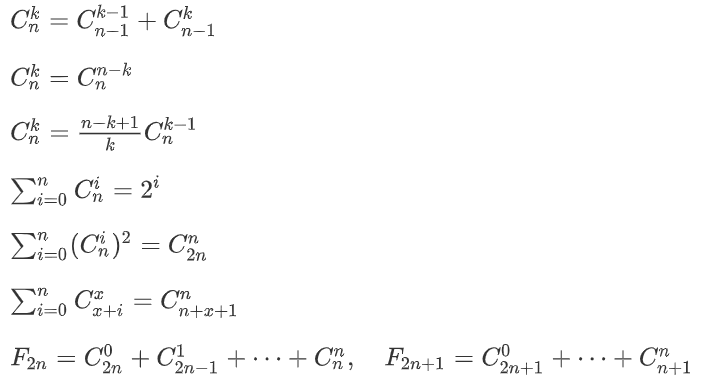 $C_n^k = C_{n-1}^{k-1} + C_{n-1}^k$
$C_n^k = C_n^{n-k}$
$C_n^k = \frac{n-k+1}{k} C_n^{k-1}$
$\sum_{i=0}^n C_n^i = 2^i$
$\sum_{i=0}^n (C_n^i)^2 = C_{2n}^n$
$\sum_{i=0}^n C_{x+i}^x = C_{n+x+1}^n$
$F_{2n} = C_{2n}^0 + C_{2n-1}^1 + \cdots + C_n^n, \quad F_{2n+1} = C_{2n+1}^0 + \cdots + C_{n+1}^n$